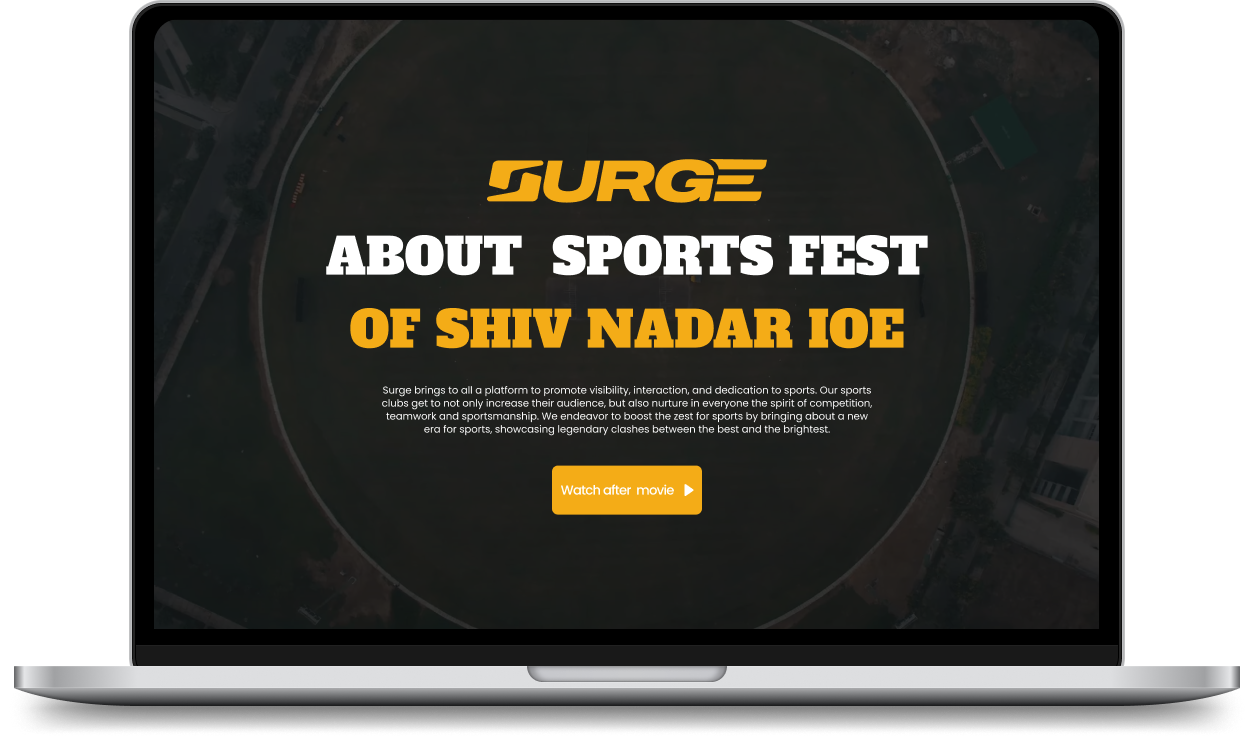 SURGE
ABOUT SPORTS FEST
OF SHIV NADAR IOE
Surge brings to all a platform to promote visibility, interaction, and dedication to sports. Our sports
clubs get to not only increase their audience, but also nurture in everyone the spirit of competition,
teamwork and sportsmanship. We endeavor to boost the zest for sports by bringing about a new
era for sports, showcasing legendary clashes between the best and the brightest.
Watch after movie